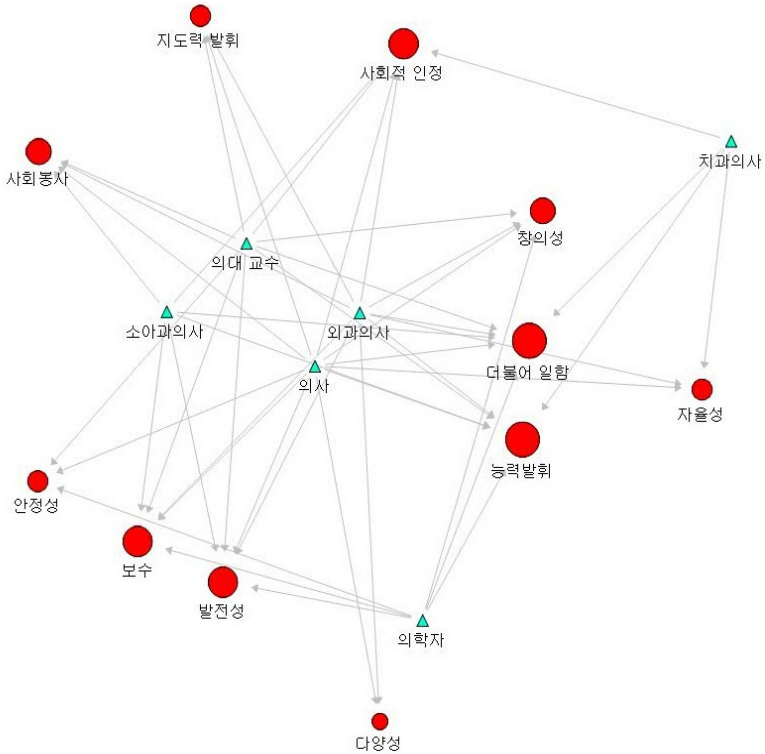 지도력 발휘
사회적 인정
치과의사
사회봉사
창의성
의대 교수
소아과의사
외과의사
더불어 일함
의사
자율성
능력발휘
안정성
보수
발전성
의학자
다양성